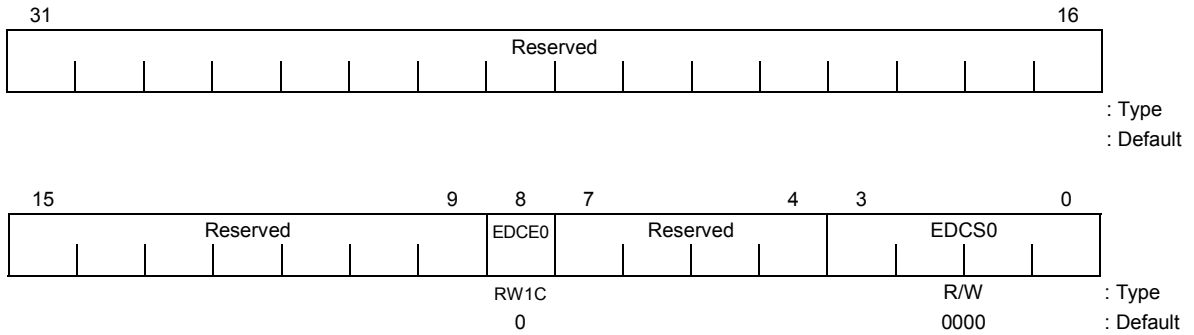 31 16
Reserved
: Type
: Default
15 9 8 7 4 3 0
Reserved EDCE0 Reserved EDCS0
RW1C R/W : Type
0 0000 : Default